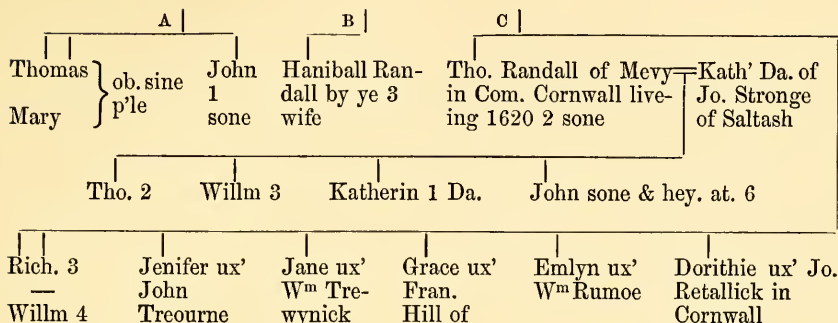 A B C
Thomas
Mary
ob. sine
p'le
John
1
sone
Haniball Ran-
dall by ye 3
wife
Tho. Randall of Mevy
in Com. Cornwall live-
ing 1620 2 sone
Kath' Da. of
Jo. Stronge
of Saltash
Tho. 2 Willm 3 Katherin 1 Da. John sone & hey. at. 6
Rich. 3
—
Willm 4
Jenifer ux'
John
Treourne
Jane ux'
Wm Tre-
wynick
Grace ux'
Fran.
Hill of
Emlyn ux'
Wm Rumoe
Dorithie ux' Jo.
Retallick in
Cornwall